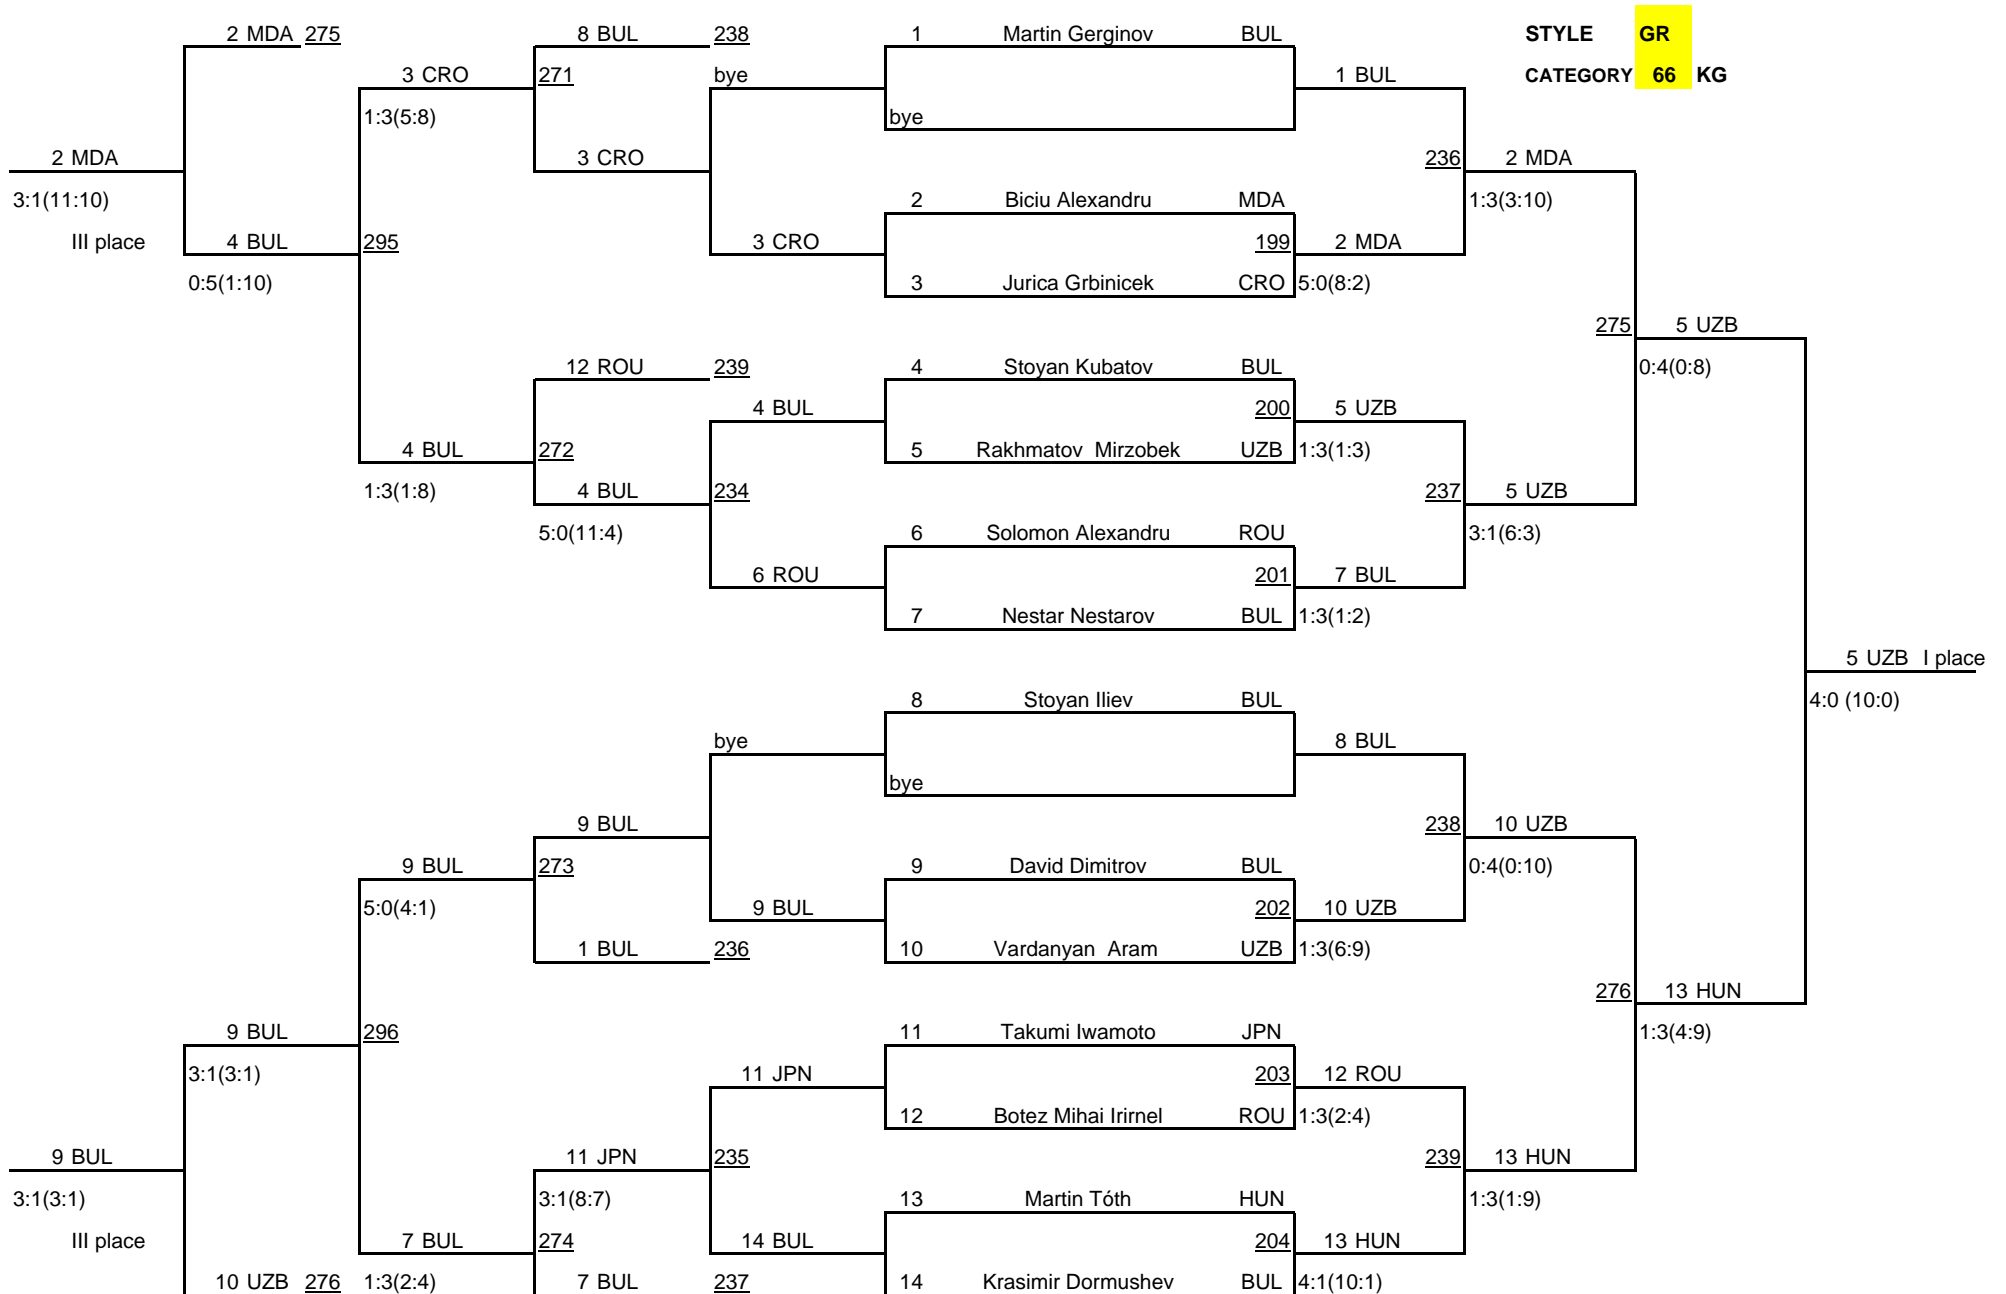 2 MDA 275 8 BUL 238 1 Martin Gerginov BUL STYLE GR
3 CRO 271 bye 1 BUL CATEGORY 66 KG
1:3(5:8) bye
2 MDA 3 CRO 236 2 MDA
3:1(11:10) 2 Biciu Alexandru MDA 1:3(3:10)
III place 4 BUL 295 3 CRO 199 2 MDA
0:5(1:10) 3 Jurica Grbinicek CRO 5:0(8:2)
275 5 UZB
12 ROU 239 4 Stoyan Kubatov BUL 0:4(0:8)
4 BUL 200 5 UZB
4 BUL 272 5 Rakhmatov Mirzobek UZB 1:3(1:3)
1:3(1:8) 4 BUL 234 237 5 UZB
5:0(11:4) 6 Solomon Alexandru ROU 3:1(6:3)
6 ROU 201 7 BUL
7 Nestar Nestarov BUL 1:3(1:2)
5 UZB I place
8 Stoyan Iliev BUL 4:0 (10:0)
bye 8 BUL
bye
9 BUL 238 10 UZB
9 BUL 273 9 David Dimitrov BUL 0:4(0:10)
5:0(4:1) 9 BUL 202 10 UZB
1 BUL 236 10 Vardanyan Aram UZB 1:3(6:9)
276 13 HUN
9 BUL 296 11 Takumi Iwamoto JPN 1:3(4:9)
3:1(3:1) 11 JPN 203 12 ROU
12 Botez Mihai Irirnel ROU 1:3(2:4)
9 BUL 11 JPN 235 239 13 HUN
3:1(3:1) 3:1(8:7) 13 Martin Tóth HUN 1:3(1:9)
III place 7 BUL 274 14 BUL 204 13 HUN
10 UZB 276 1:3(2:4) 7 BUL 237 14 Krasimir Dormushev BUL 4:1(10:1)